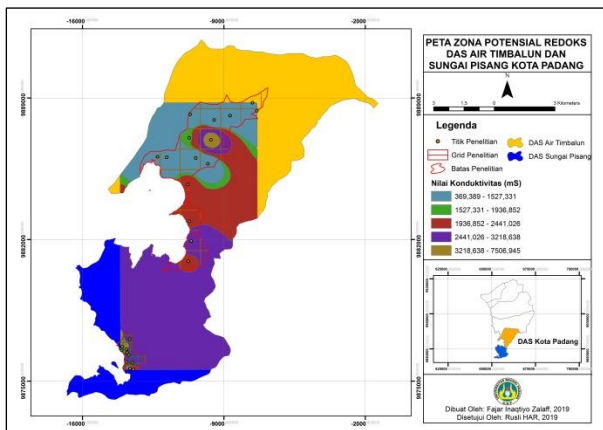 -16000
-9000
-2000
9889000
9882000
9875000
-16000
-9000
-2000
PETA ZONA POTENSIAL REDOKS
DAS AIR TIMBALUN DAN
SUNGAI PISANG KOTA PADANG
N
3
1.5
0
3 Kilometers
Legenda
Titik Penelitian
Grid Penelitian
Batas Penelitian
DAS Air Timbalun
DAS Sungai Pisang
Nilai Konduktivitas (mS)
369,389 - 1527,331
1527,331 - 1936,852
1936,852 - 2441,026
2441,026 - 3218,638
3218,638 - 7506,945
DAS Kota Padang
Dibuat Oleh: Fajar Inaqtiyo Zalaff, 2019
Disetujui Oleh: Rusli HAR, 2019